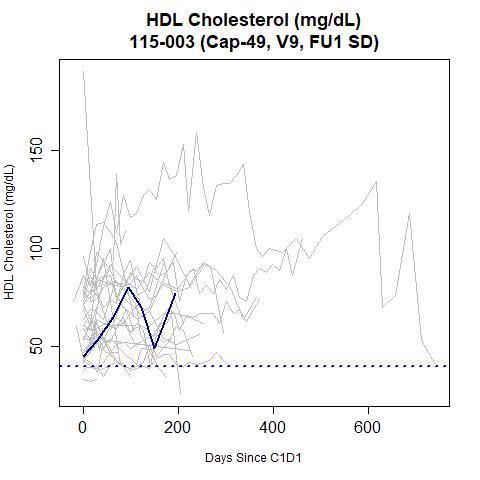 HDL Cholesterol (mg/dL)
115-003 (Cap-49, V9, FU1 SD)
HDL Cholesterol (mg/dL)
150
100
50
0
200
400
600
Days Since C1D1